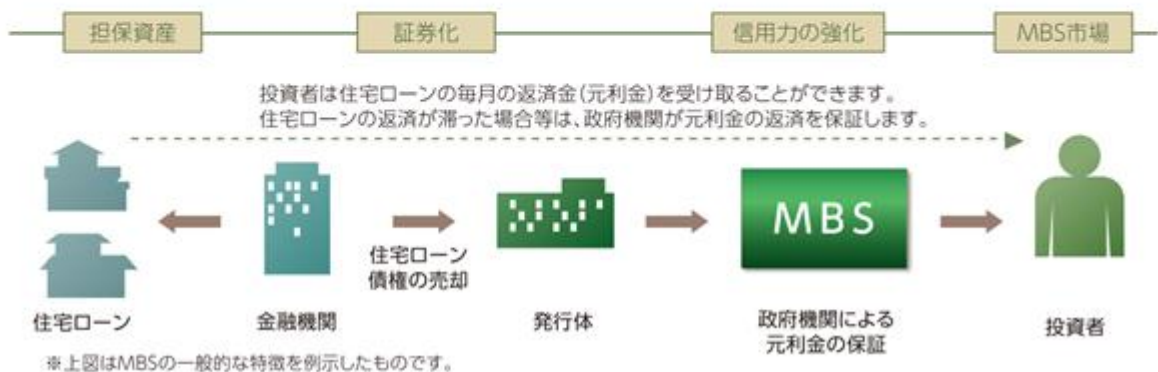 担保資産
証券化
信用力の強化
MBS市場
投資者は住宅ローンの毎月の返済金(元利金)を受け取ることができます。
住宅ローンの返済が滞った場合等は、政府機関が元利金の返済を保証します。
MBS
住宅ローン
債権の売却
住宅ローン
金融機関
発行体
政府機関による
元利金の保証
投資者
※上図はMBSの一般的な特徴を例示したものです。